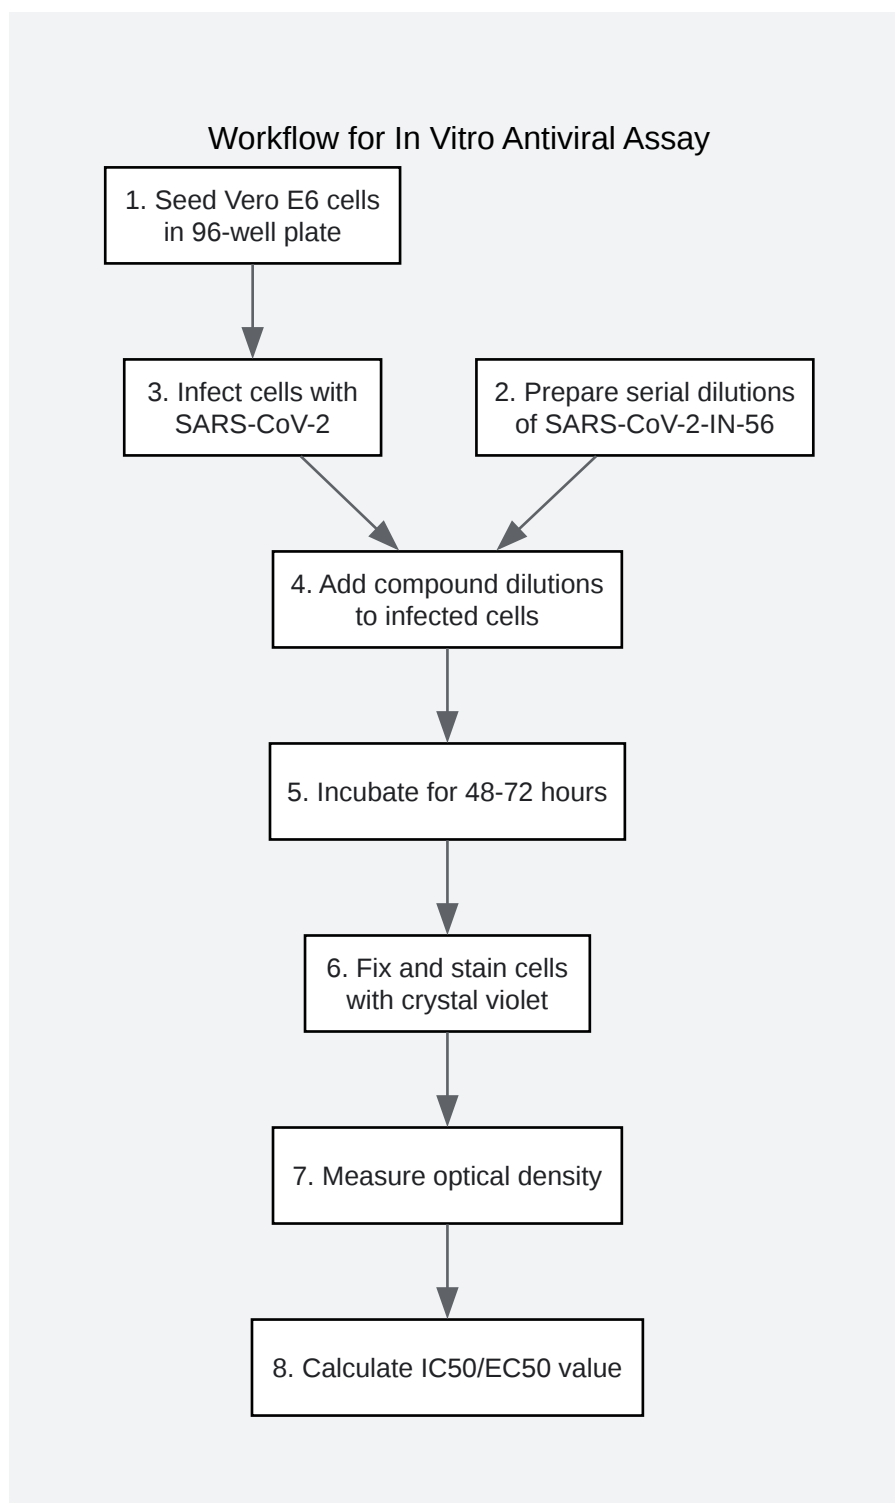 Workflow for In Vitro Antiviral Assay
1. Seed Vero E6 cells
in 96-well plate
3. Infect cells with
SARS-CoV-2
2. Prepare serial dilutions
of SARS-CoV-2-IN-56
4. Add compound dilutions
to infected cells
5. Incubate for 48-72 hours
6. Fix and stain cells
with crystal violet
7. Measure optical density
8. Calculate IC50/EC50 value